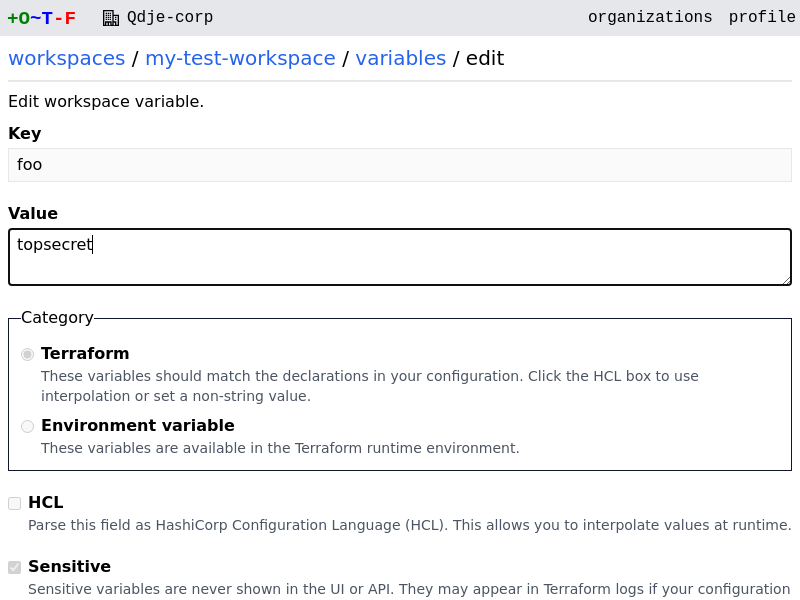 +O~T-F Qdje-corp organizations profile
workspaces / my-test-workspace / variables / edit
Edit workspace variable.
Key
foo
Value
topsecret
Category
Terraform
These variables should match the declarations in your configuration. Click the HCL box to use
interpolation or set a non-string value.
Environment variable
These variables are available in the Terraform runtime environment.
HCL
Parse this field as HashiCorp Configuration Language (HCL). This allows you to interpolate values at runtime.
Sensitive
Sensitive variables are never shown in the UI or API. They may appear in Terraform logs if your configuration